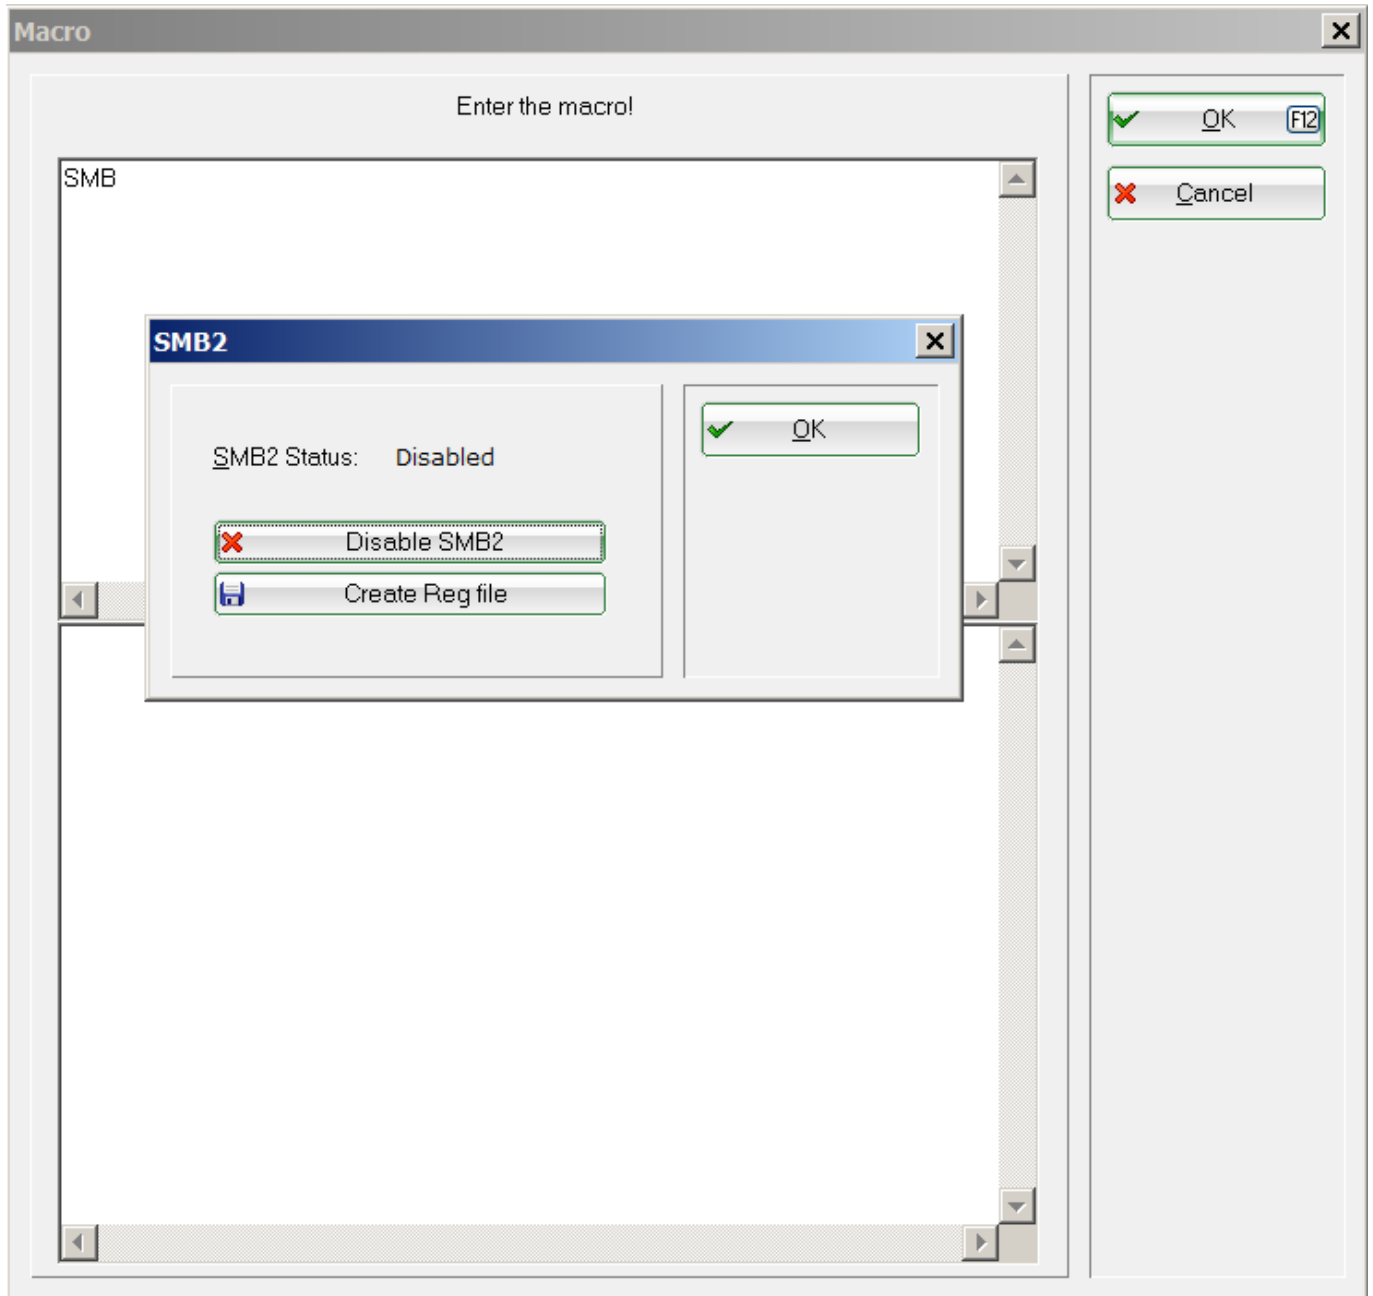 Macro
Enter the macro!
OK F12
Cancel
SMB
SMB2
SMB2 Status: Disabled
OK
Disable SMB2
Create Reg file